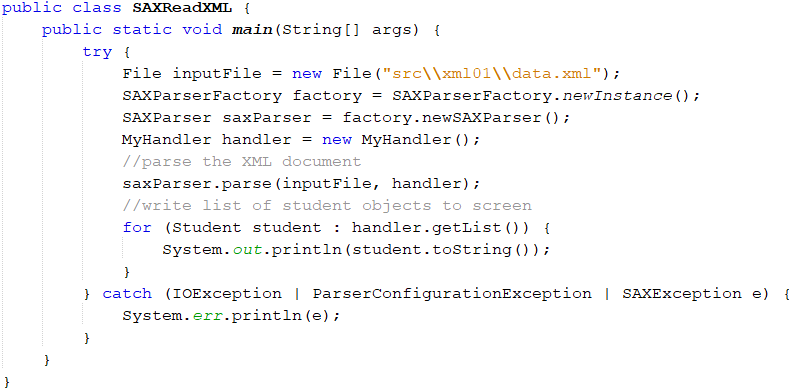 public class SAXReadXML {
    public static void main(String[] args) {
        try {
            File inputFile = new File("src\\xml01\\data.xml");
            SAXParserFactory factory = SAXParserFactory.newInstance();
            SAXParser saxParser = factory.newSAXParser();
            MyHandler handler = new MyHandler();
            //parse the XML document
            saxParser.parse(inputFile, handler);
            //write list of student objects to screen
            for (Student student : handler.getList()) {
                System.out.println(student.toString());
            }
        } catch (IOException | ParserConfigurationException | SAXException e) {
            System.err.println(e);
        }
    }
}